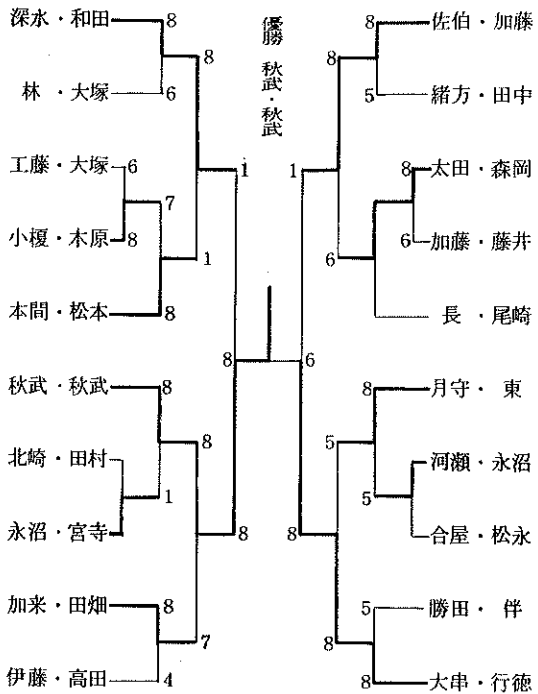 優勝 秋武・秋武
深水・和田 8
8
林・大塚 6
1
工藤・大塚 6
7
小榎・木原 8
1
本間・松本 8
8
秋武・秋武 8
8
北崎・田村
1
永沼・宮寺
8
加来・田畑 8
7
伊藤・高田 4
8 佐伯・加藤
8
5 緒方・田中
1
8 太田・森岡
6 加藤・藤井
6
長・尾崎
6
8 月守・東
5
河瀬・永沼
5
合屋・松永
8
5 勝田・伴
8
8 大串・行徳